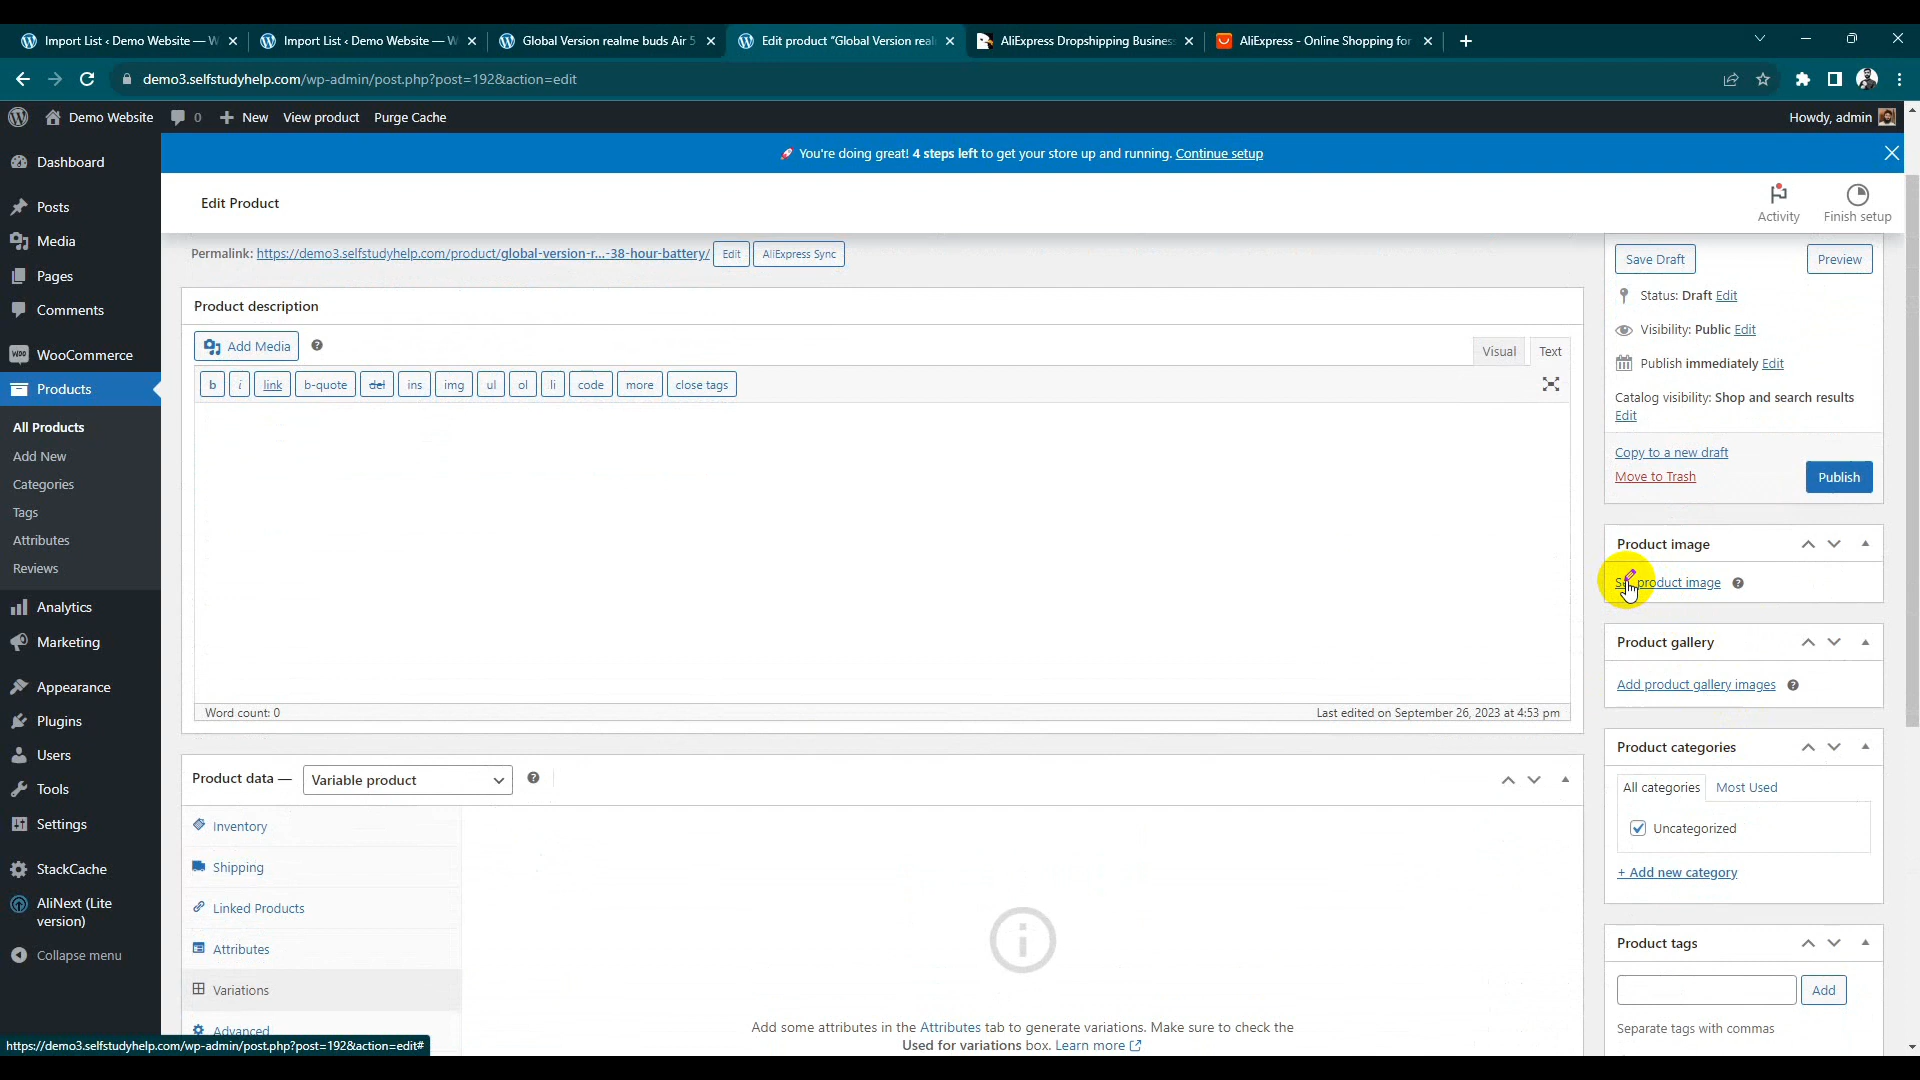 Import List ‹ Demo Website — W
Import List ‹ Demo Website — W
Global Version realme buds Air 5
Edit product "Global Version real
AliExpress Dropshipping Business
AliExpress - Online Shopping for
demo3.selfstudyhelp.com/wp-admin/post.php?post=192&action=edit
Demo Website
0
New
View product
Purge Cache
Howdy, admin
Dashboard
Posts
Media
Pages
Comments
WooCommerce
Products
All Products
Add New
Categories
Tags
Attributes
Reviews
Analytics
Marketing
Appearance
Plugins
Users
Tools
Settings
StackCache
AliNext (Lite
version)
Collapse menu
You're doing great! 4 steps left to get your store up and running. Continue setup
Edit Product
Activity
Finish setup
Permalink: https://demo3.selfstudyhelp.com/product/global-version-r...-38-hour-battery/ Edit AliExpress Sync
Product description
Add Media
Visual
Text
b i link b-quote del ins img ul ol li code more close tags
Word count: 0
Last edited on September 26, 2023 at 4:53 pm
Product data — Variable product
Inventory
Shipping
Linked Products
Attributes
Variations
Advanced
Add some attributes in the Attributes tab to generate variations. Make sure to check the
Used for variations box. Learn more
Save Draft
Preview
Status: Draft Edit
Visibility: Public Edit
Publish immediately Edit
Catalog visibility: Shop and search results
Edit
Copy to a new draft
Move to Trash
Publish
Product image
Set product image
Product gallery
Add product gallery images
Product categories
All categories
Most Used
Uncategorized
+ Add new category
Product tags
Add
Separate tags with commas
https://demo3.selfstudyhelp.com/wp-admin/post.php?post=192&action=edit#